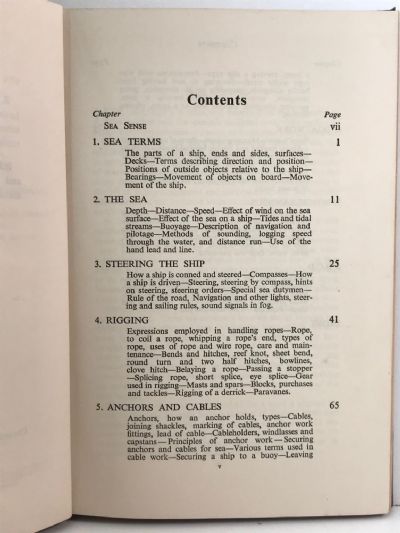 Contents
Chapter Page
SEA SENSE vii
1. SEA TERMS 1
The parts of a ship, ends and sides, surfaces—
Decks—Terms describing direction and position—
Positions of outside objects relative to the ship—
Bearings—Movement of objects on board—Move-
ment of the ship.
2. THE SEA 11
Depth—Distance—Speed—Effect of wind on the sea
surface—Effect of the sea on a ship—Tides and tidal
streams—Buoyage—Description of navigation and
pilotage—Methods of sounding, logging speed
through the water, and distance run—Use of the
hand lead and line.
3. STEERING THE SHIP 25
How a ship is conned and steered—Compasses—How
a ship is driven—Steering, steering by compass, hints
on steering, steering orders—Special sea dutymen—
Rule of the road, Navigation and other lights, steer-
ing and sailing rules, sound signals in fog.
4. RIGGING 41
Expressions employed in handling ropes—Rope,
to coil a rope, whipping a rope's end, types of
rope, uses of rope and wire rope, care and main-
tenance—Bends and hitches, reef knot, sheet bend,
round turn and two half hitches, bowlines,
clove hitch—Belaying a rope—Passing a stopper
—Splicing rope, short splice, eye splice—Gear
used in rigging—Masts and spars—Blocks, purchases
and tackles—Rigging of a derrick—Paravanes.
5. ANCHORS AND CABLES 65
Anchors, how an anchor holds, types—Cables,
joining shackles, marking of cables, anchor work
fittings, lead of cable—Cableholders, windlasses and
capstans—Principles of anchor work—Securing
anchors and cables for sea—Various terms used in
cable work—Securing a ship to a buoy—Leaving
v